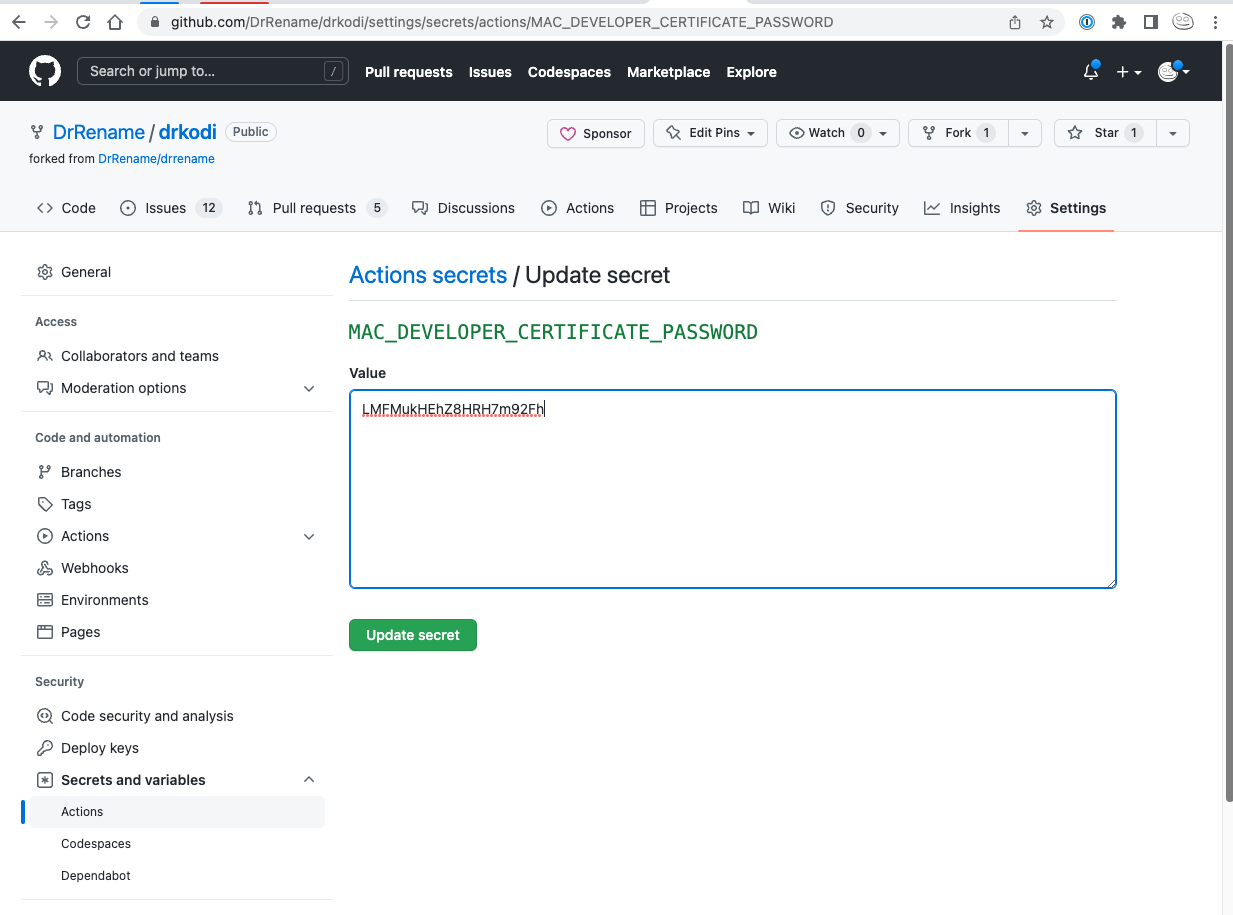 github.com/DrRename/drkodi/settings/secrets/actions/MAC_DEVELOPER_CERTIFICATE_PASSWORD
Search or jump to... / Pull requests Issues Codespaces Marketplace Explore
DrRename / drkodi Public Sponsor Edit Pins Watch 0 Fork 1 Star 1
forked from DrRename/drrename
Code Issues 12 Pull requests 5 Discussions Actions Projects Wiki Security Insights Settings
General
Access
Collaborators and teams
Moderation options
Code and automation
Branches
Tags
Actions
Webhooks
Environments
Pages
Security
Code security and analysis
Deploy keys
Secrets and variables
Actions
Codespaces
Dependabot
Actions secrets / Update secret
MAC_DEVELOPER_CERTIFICATE_PASSWORD
Value
LMFMukHEhZ8HRH7m92Fh
Update secret